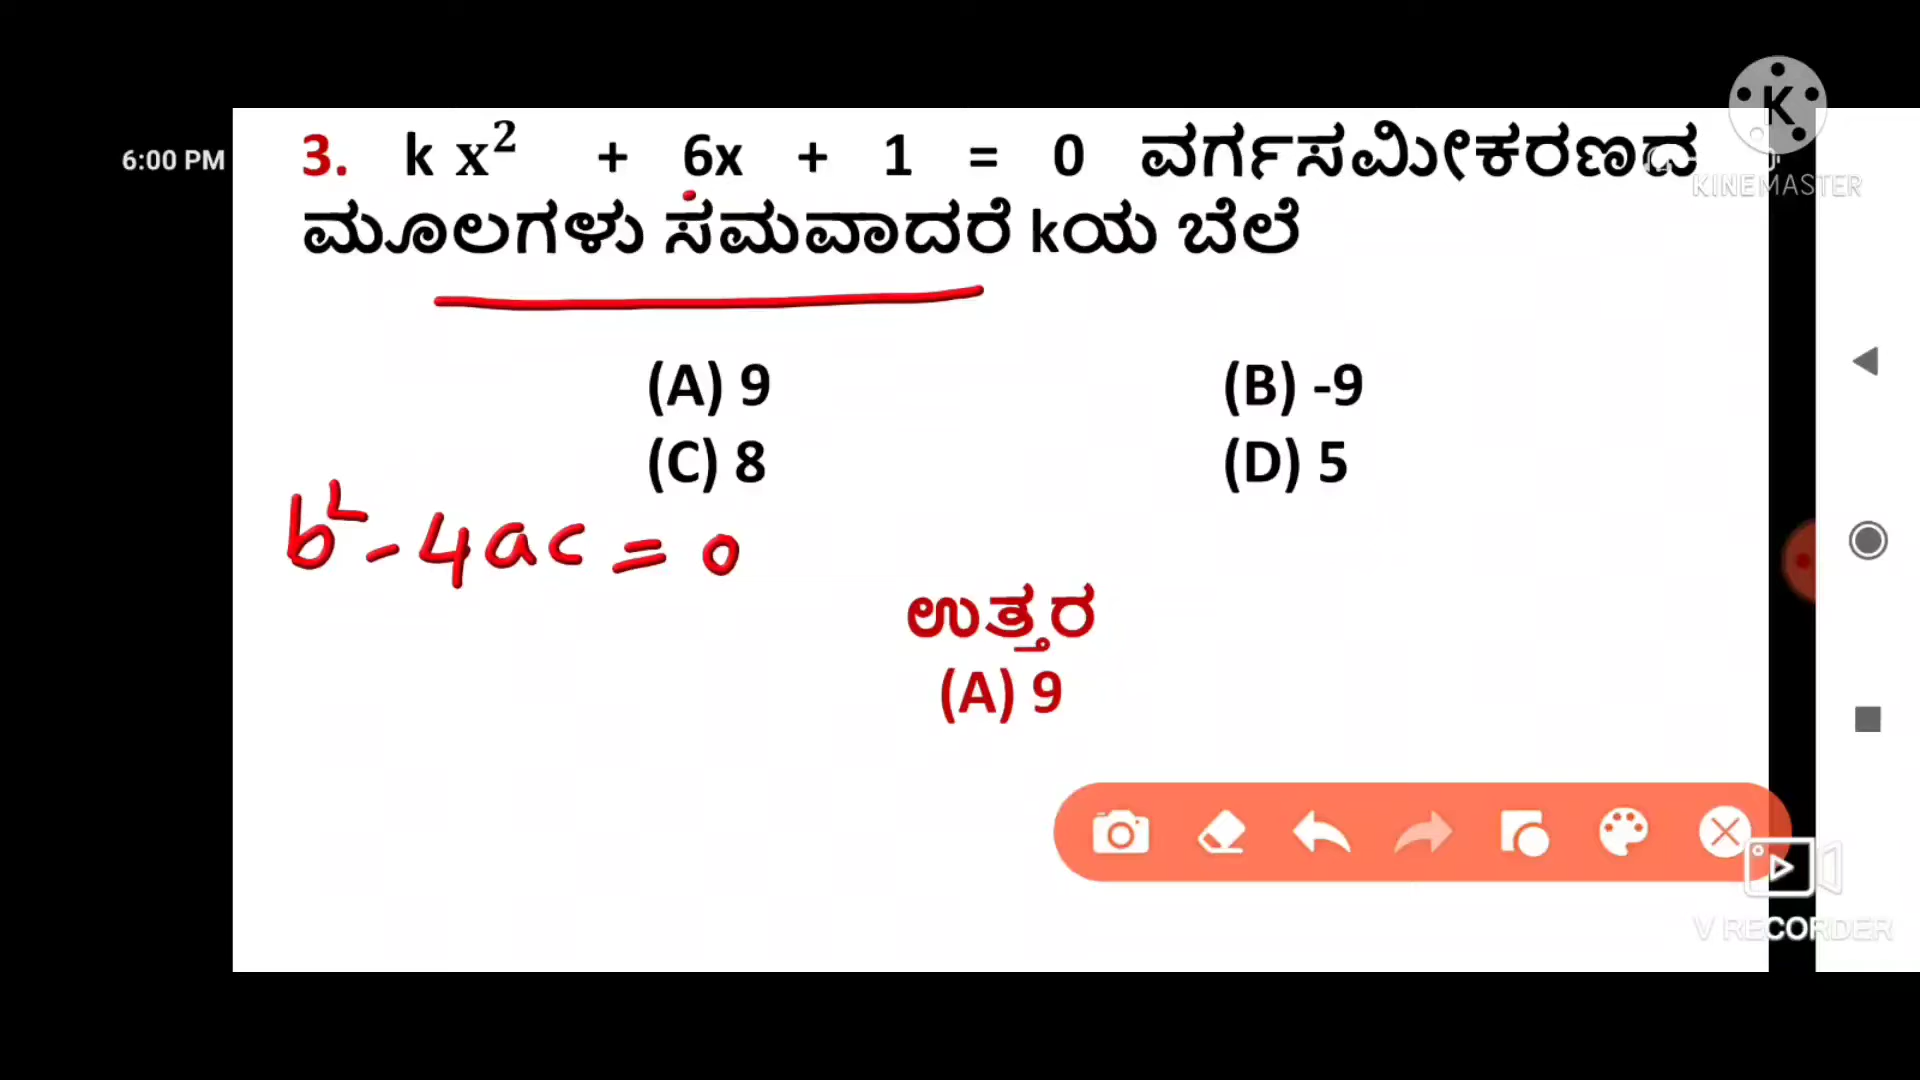 KINEMASTER
6:00 PM
3. k x² + 6x + 1 = 0 ವರ್ಗಸಮೀಕರಣದ
ಮೂಲಗಳು ಸಮವಾದರೆ kಯ ಬೆಲೆ
(A) 9 (B) -9
(C) 8 (D) 5
b² - 4ac = 0
ಉತ್ತರ
(A) 9
V RECORDER